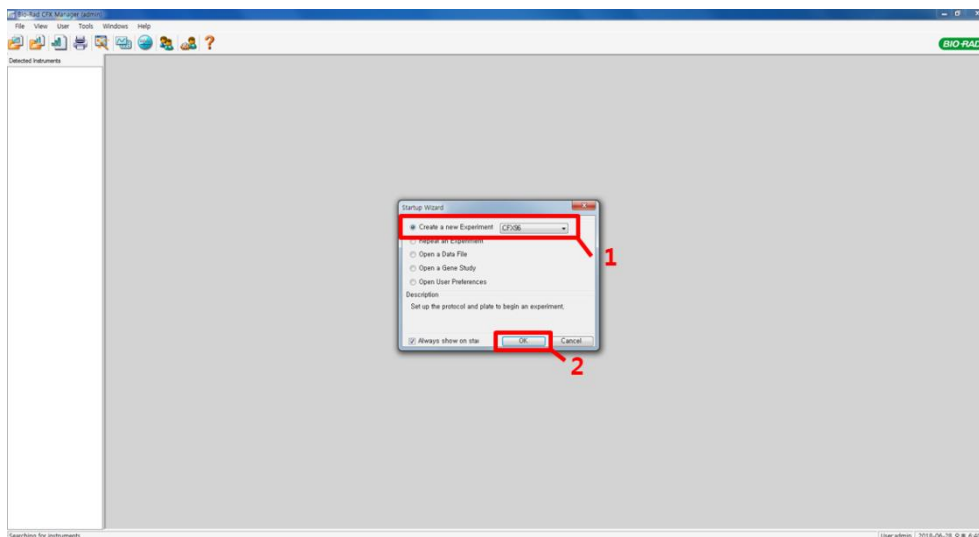 Bio-Rad CFX Manager (admin)
File View User Tools Windows Help
BIO-RAD
Detected Instruments
Startup Wizard
Create a new Experiment CFX96
Repeat an Experiment
1
Open a Data File
Open a Gene Study
Open User Preferences
Description
Set up the protocol and plate to begin an experiment.
Always show on star
OK Cancel
2
Searching for instruments
User:admin 2018-06-28